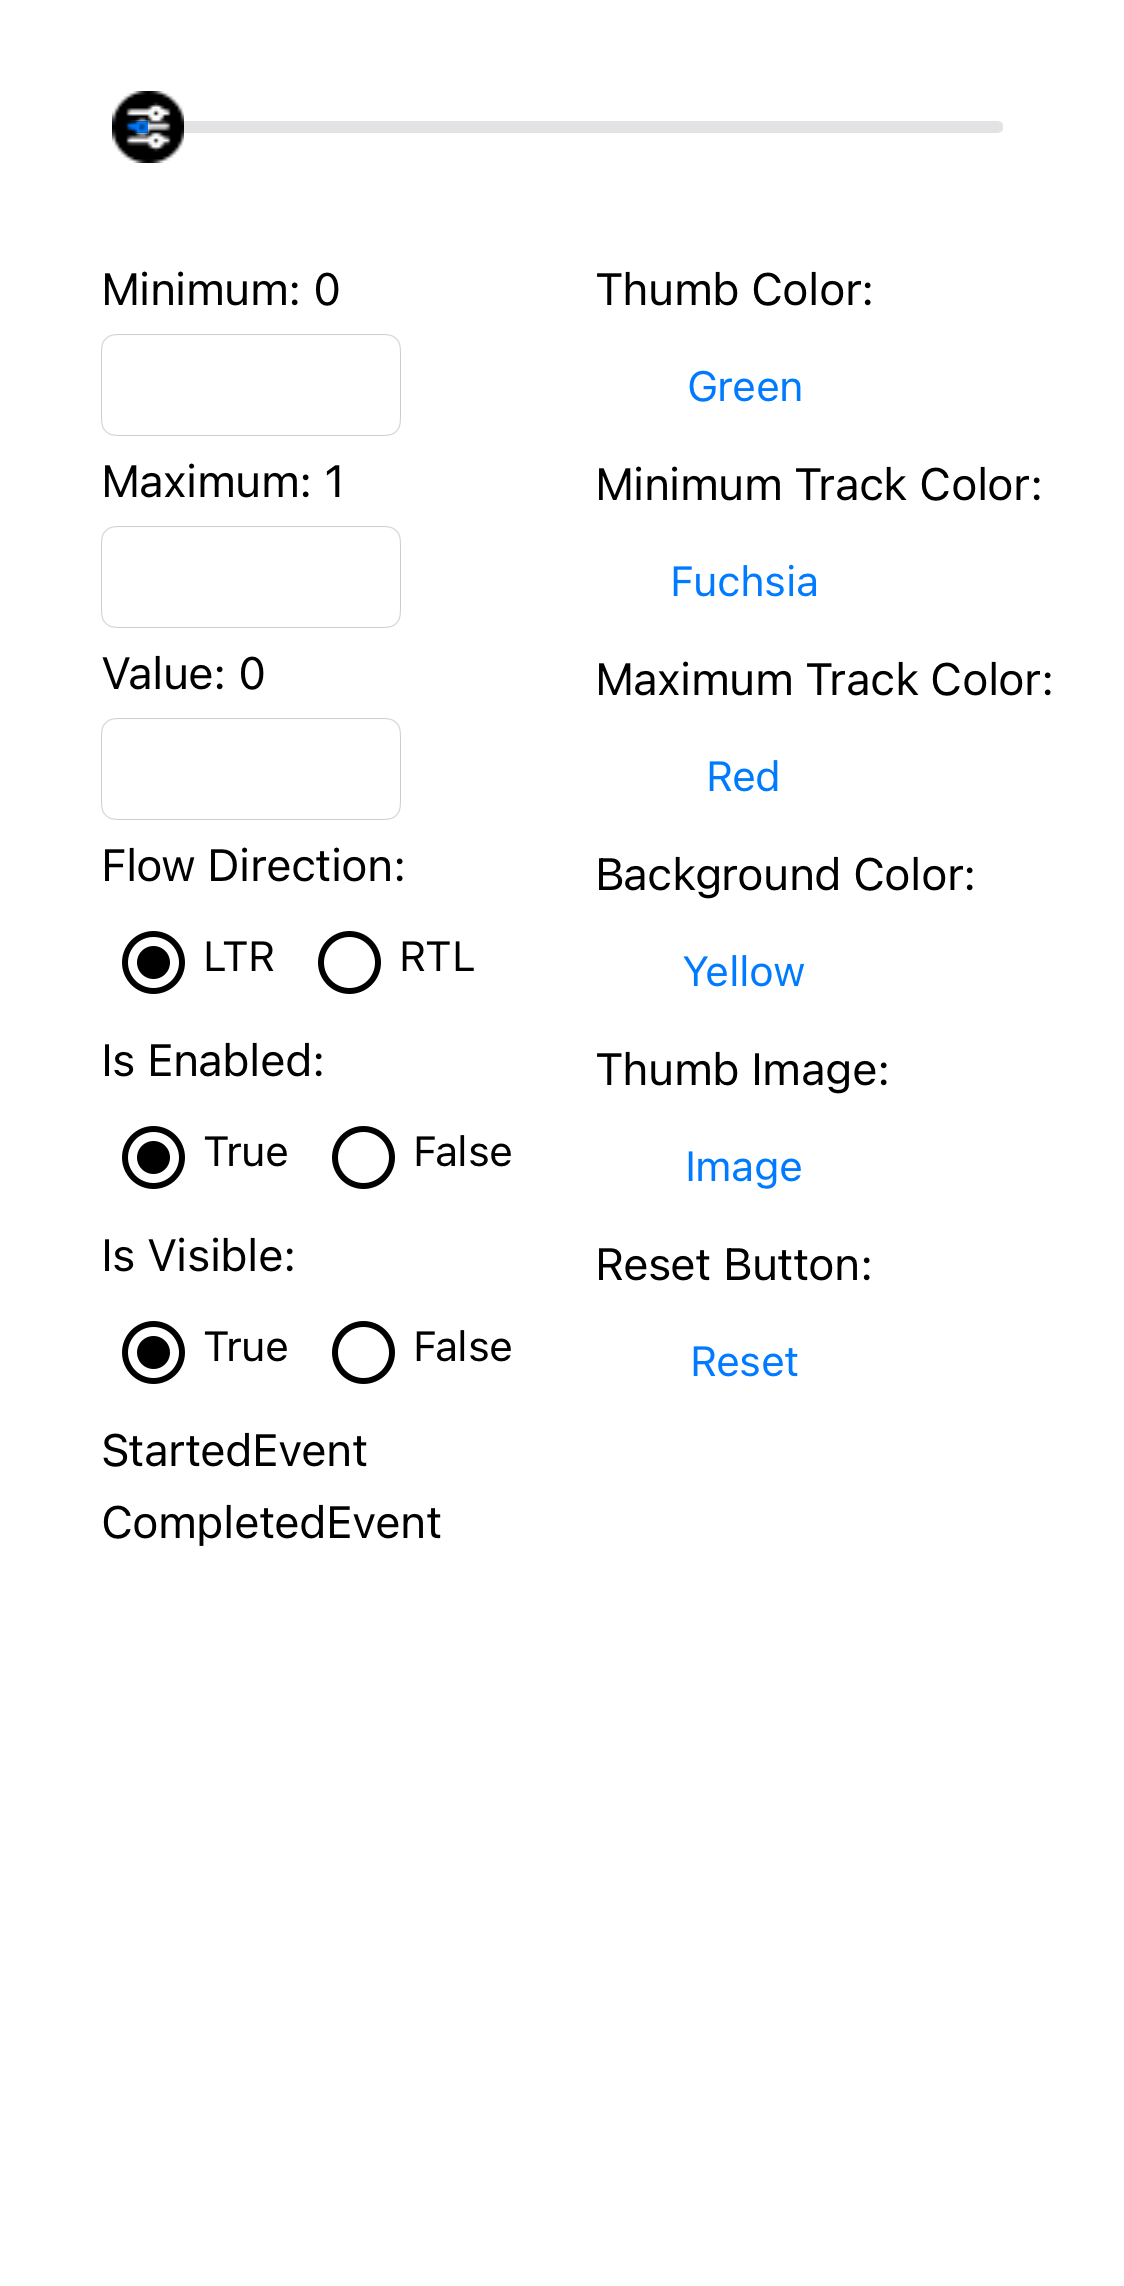 Minimum: 0
Maximum: 1
Value: 0
Flow Direction:
LTR RTL
Is Enabled:
True False
Is Visible:
True False
StartedEvent
CompletedEvent
Thumb Color:
Green
Minimum Track Color:
Fuchsia
Maximum Track Color:
Red
Background Color:
Yellow
Thumb Image:
Image
Reset Button:
Reset